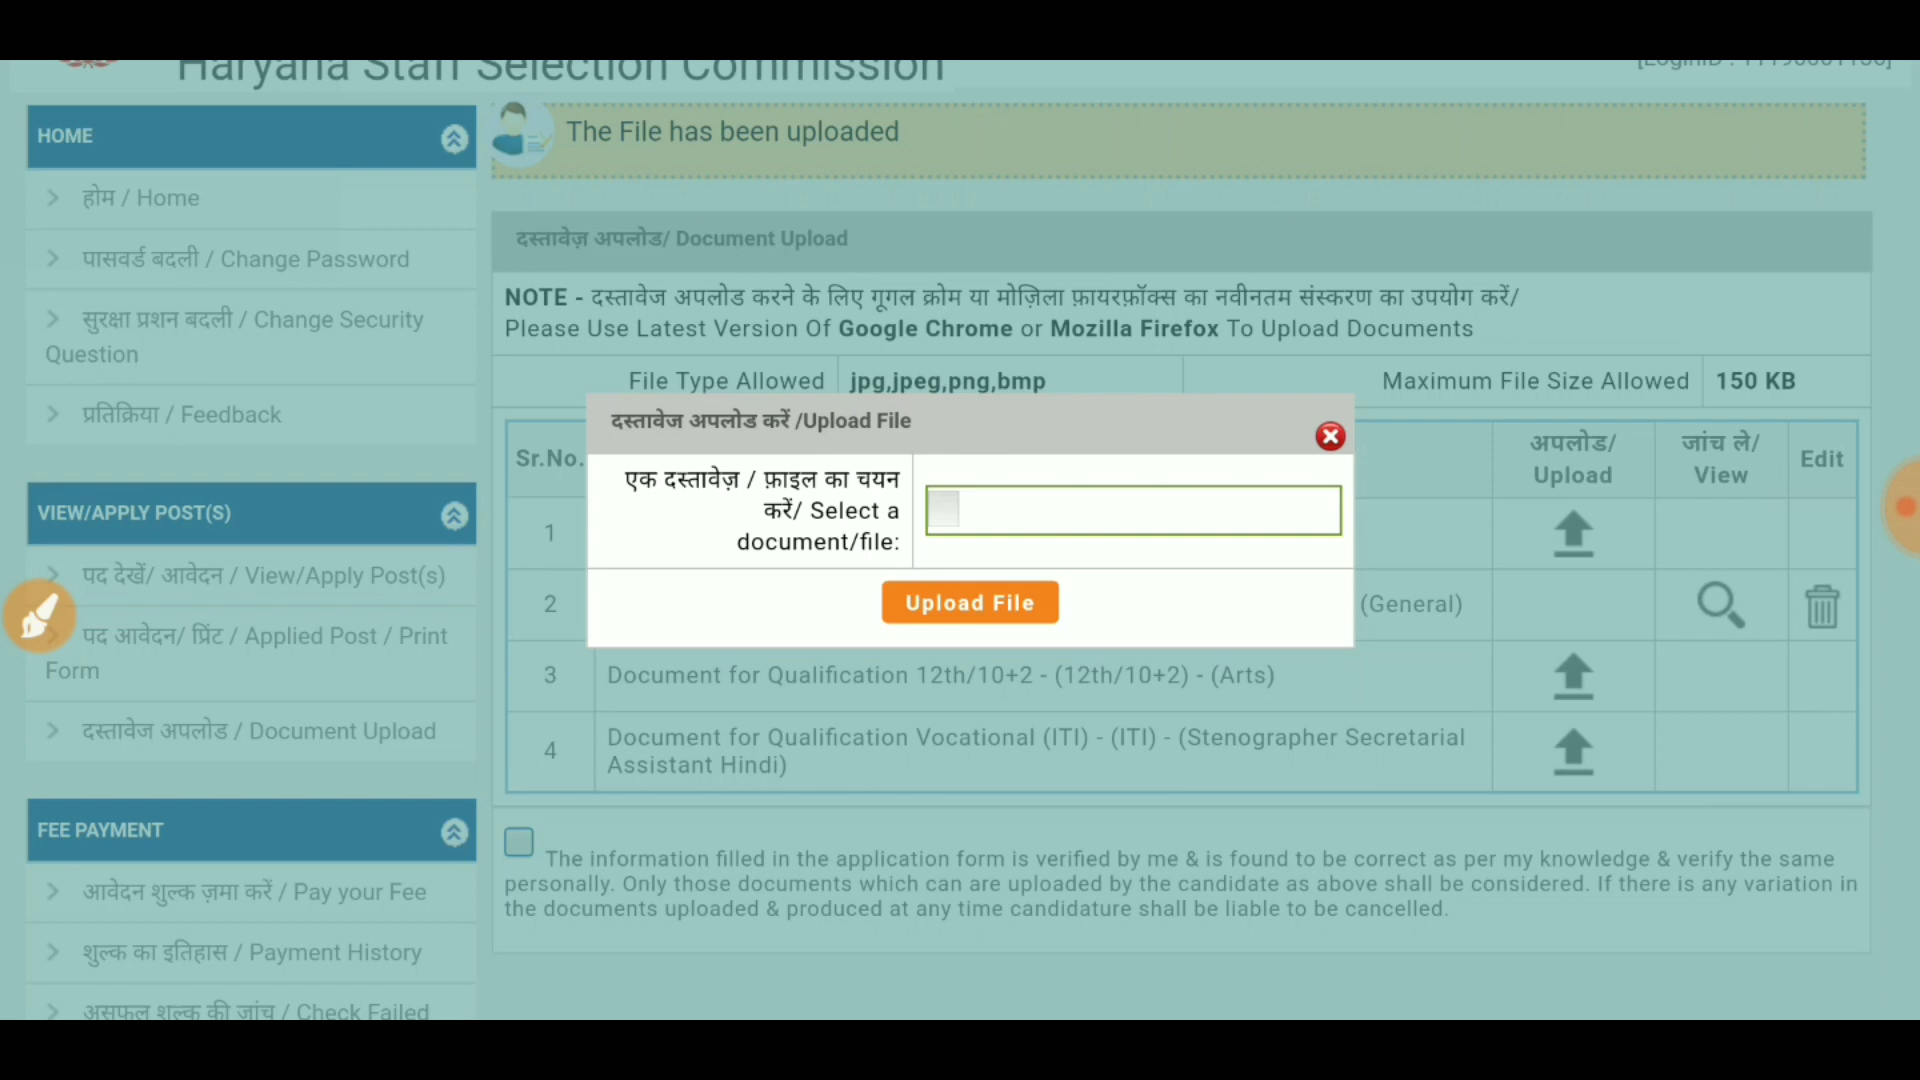 Haryana Staff Selection Commission
HOME
होम / Home
पासवर्ड बदली / Change Password
सुरक्षा प्रशन बदली / Change Security
Question
प्रतिक्रिया / Feedback
VIEW/APPLY POST(S)
पद देखें/ आवेदन / View/Apply Post(s)
पद आवेदन/ प्रिंट / Applied Post / Print
Form
दस्तावेज अपलोड / Document Upload
FEE PAYMENT
आवेदन शुल्क ज़मा करें / Pay your Fee
शुल्क का इतिहास / Payment History
असफल शुल्क की जांच / Check Failed
The File has been uploaded
दस्तावेज़ अपलोड/ Document Upload
NOTE - दस्तावेज अपलोड करने के लिए गूगल क्रोम या मोज़िला फ़ायरफ़ॉक्स का नवीनतम संस्करण का उपयोग करें/
Please Use Latest Version Of Google Chrome or Mozilla Firefox To Upload Documents
File Type Allowed jpg,jpeg,png,bmp Maximum File Size Allowed 150 KB
दस्तावेज अपलोड करें /Upload File
एक दस्तावेज़ / फ़ाइल का चयन
करें/ Select a
document/file:
Upload File
Sr.No. अपलोड/ Upload जांच ले/ View Edit
1
2 (General)
3 Document for Qualification 12th/10+2 - (12th/10+2) - (Arts)
4 Document for Qualification Vocational (ITI) - (ITI) - (Stenographer Secretarial
Assistant Hindi)
The information filled in the application form is verified by me & is found to be correct as per my knowledge & verify the same
personally. Only those documents which can are uploaded by the candidate as above shall be considered. If there is any variation in
the documents uploaded & produced at any time candidature shall be liable to be cancelled.